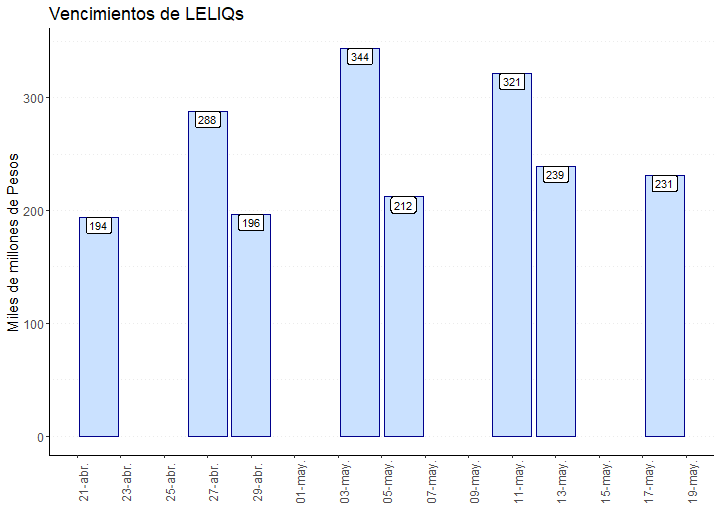 Vencimientos de LELIQs
Miles de millones de Pesos
300
200
100
0
194
288
196
344
212
321
239
231
21-abr.
23-abr.
25-abr.
27-abr.
29-abr.
01-may.
03-may.
05-may.
07-may.
09-may.
11-may.
13-may.
15-may.
17-may.
19-may.